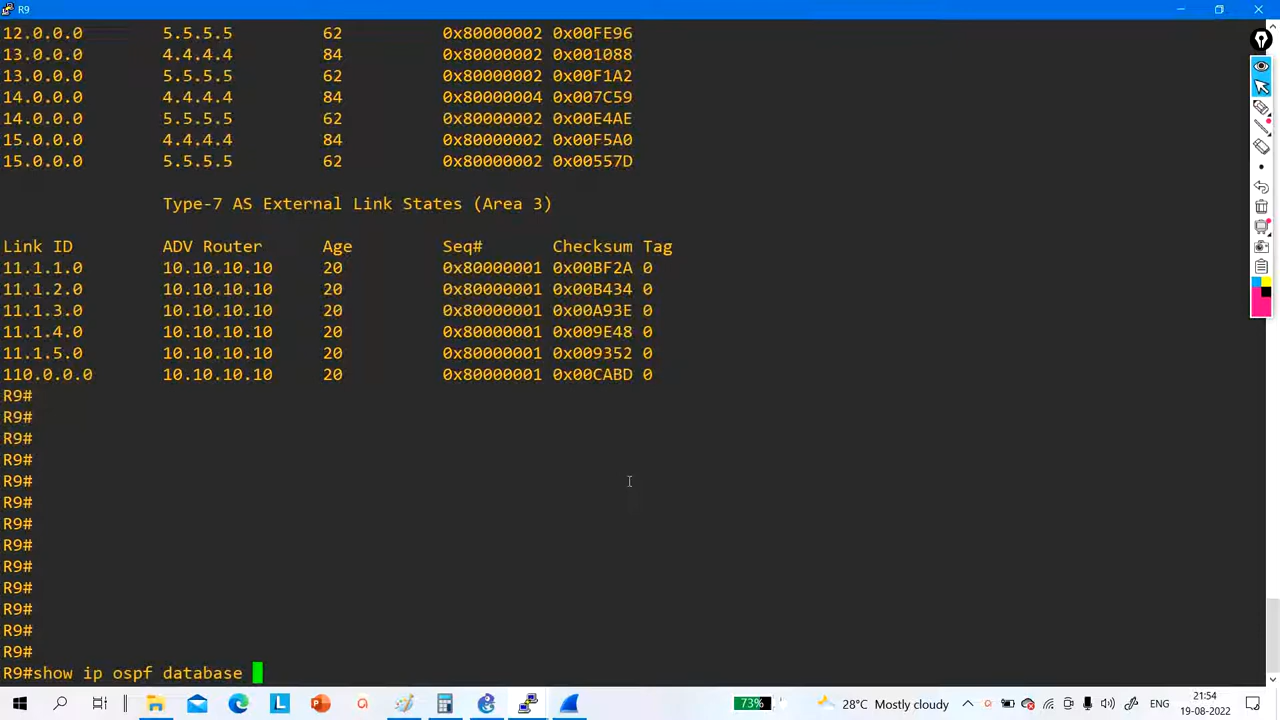 R9
12.0.0.0 5.5.5.5 62 0x80000002 0x00FE96
13.0.0.0 4.4.4.4 84 0x80000002 0x001088
13.0.0.0 5.5.5.5 62 0x80000002 0x00F1A2
14.0.0.0 4.4.4.4 84 0x80000004 0x007C59
14.0.0.0 5.5.5.5 62 0x80000002 0x00E4AE
15.0.0.0 4.4.4.4 84 0x80000002 0x00F5A0
15.0.0.0 5.5.5.5 62 0x80000002 0x00557D
Type-7 AS External Link States (Area 3)
Link ID ADV Router Age Seq# Checksum Tag
11.1.1.0 10.10.10.10 20 0x80000001 0x00BF2A 0
11.1.2.0 10.10.10.10 20 0x80000001 0x00B434 0
11.1.3.0 10.10.10.10 20 0x80000001 0x00A93E 0
11.1.4.0 10.10.10.10 20 0x80000001 0x009E48 0
11.1.5.0 10.10.10.10 20 0x80000001 0x009352 0
110.0.0.0 10.10.10.10 20 0x80000001 0x00CABD 0
R9#
R9#
R9#
R9#
R9#
R9#
R9#
R9#
R9#
R9#
R9#
R9#
R9#
R9#show ip ospf database
73% 28°C Mostly cloudy ENG 21:54
19-08-2022